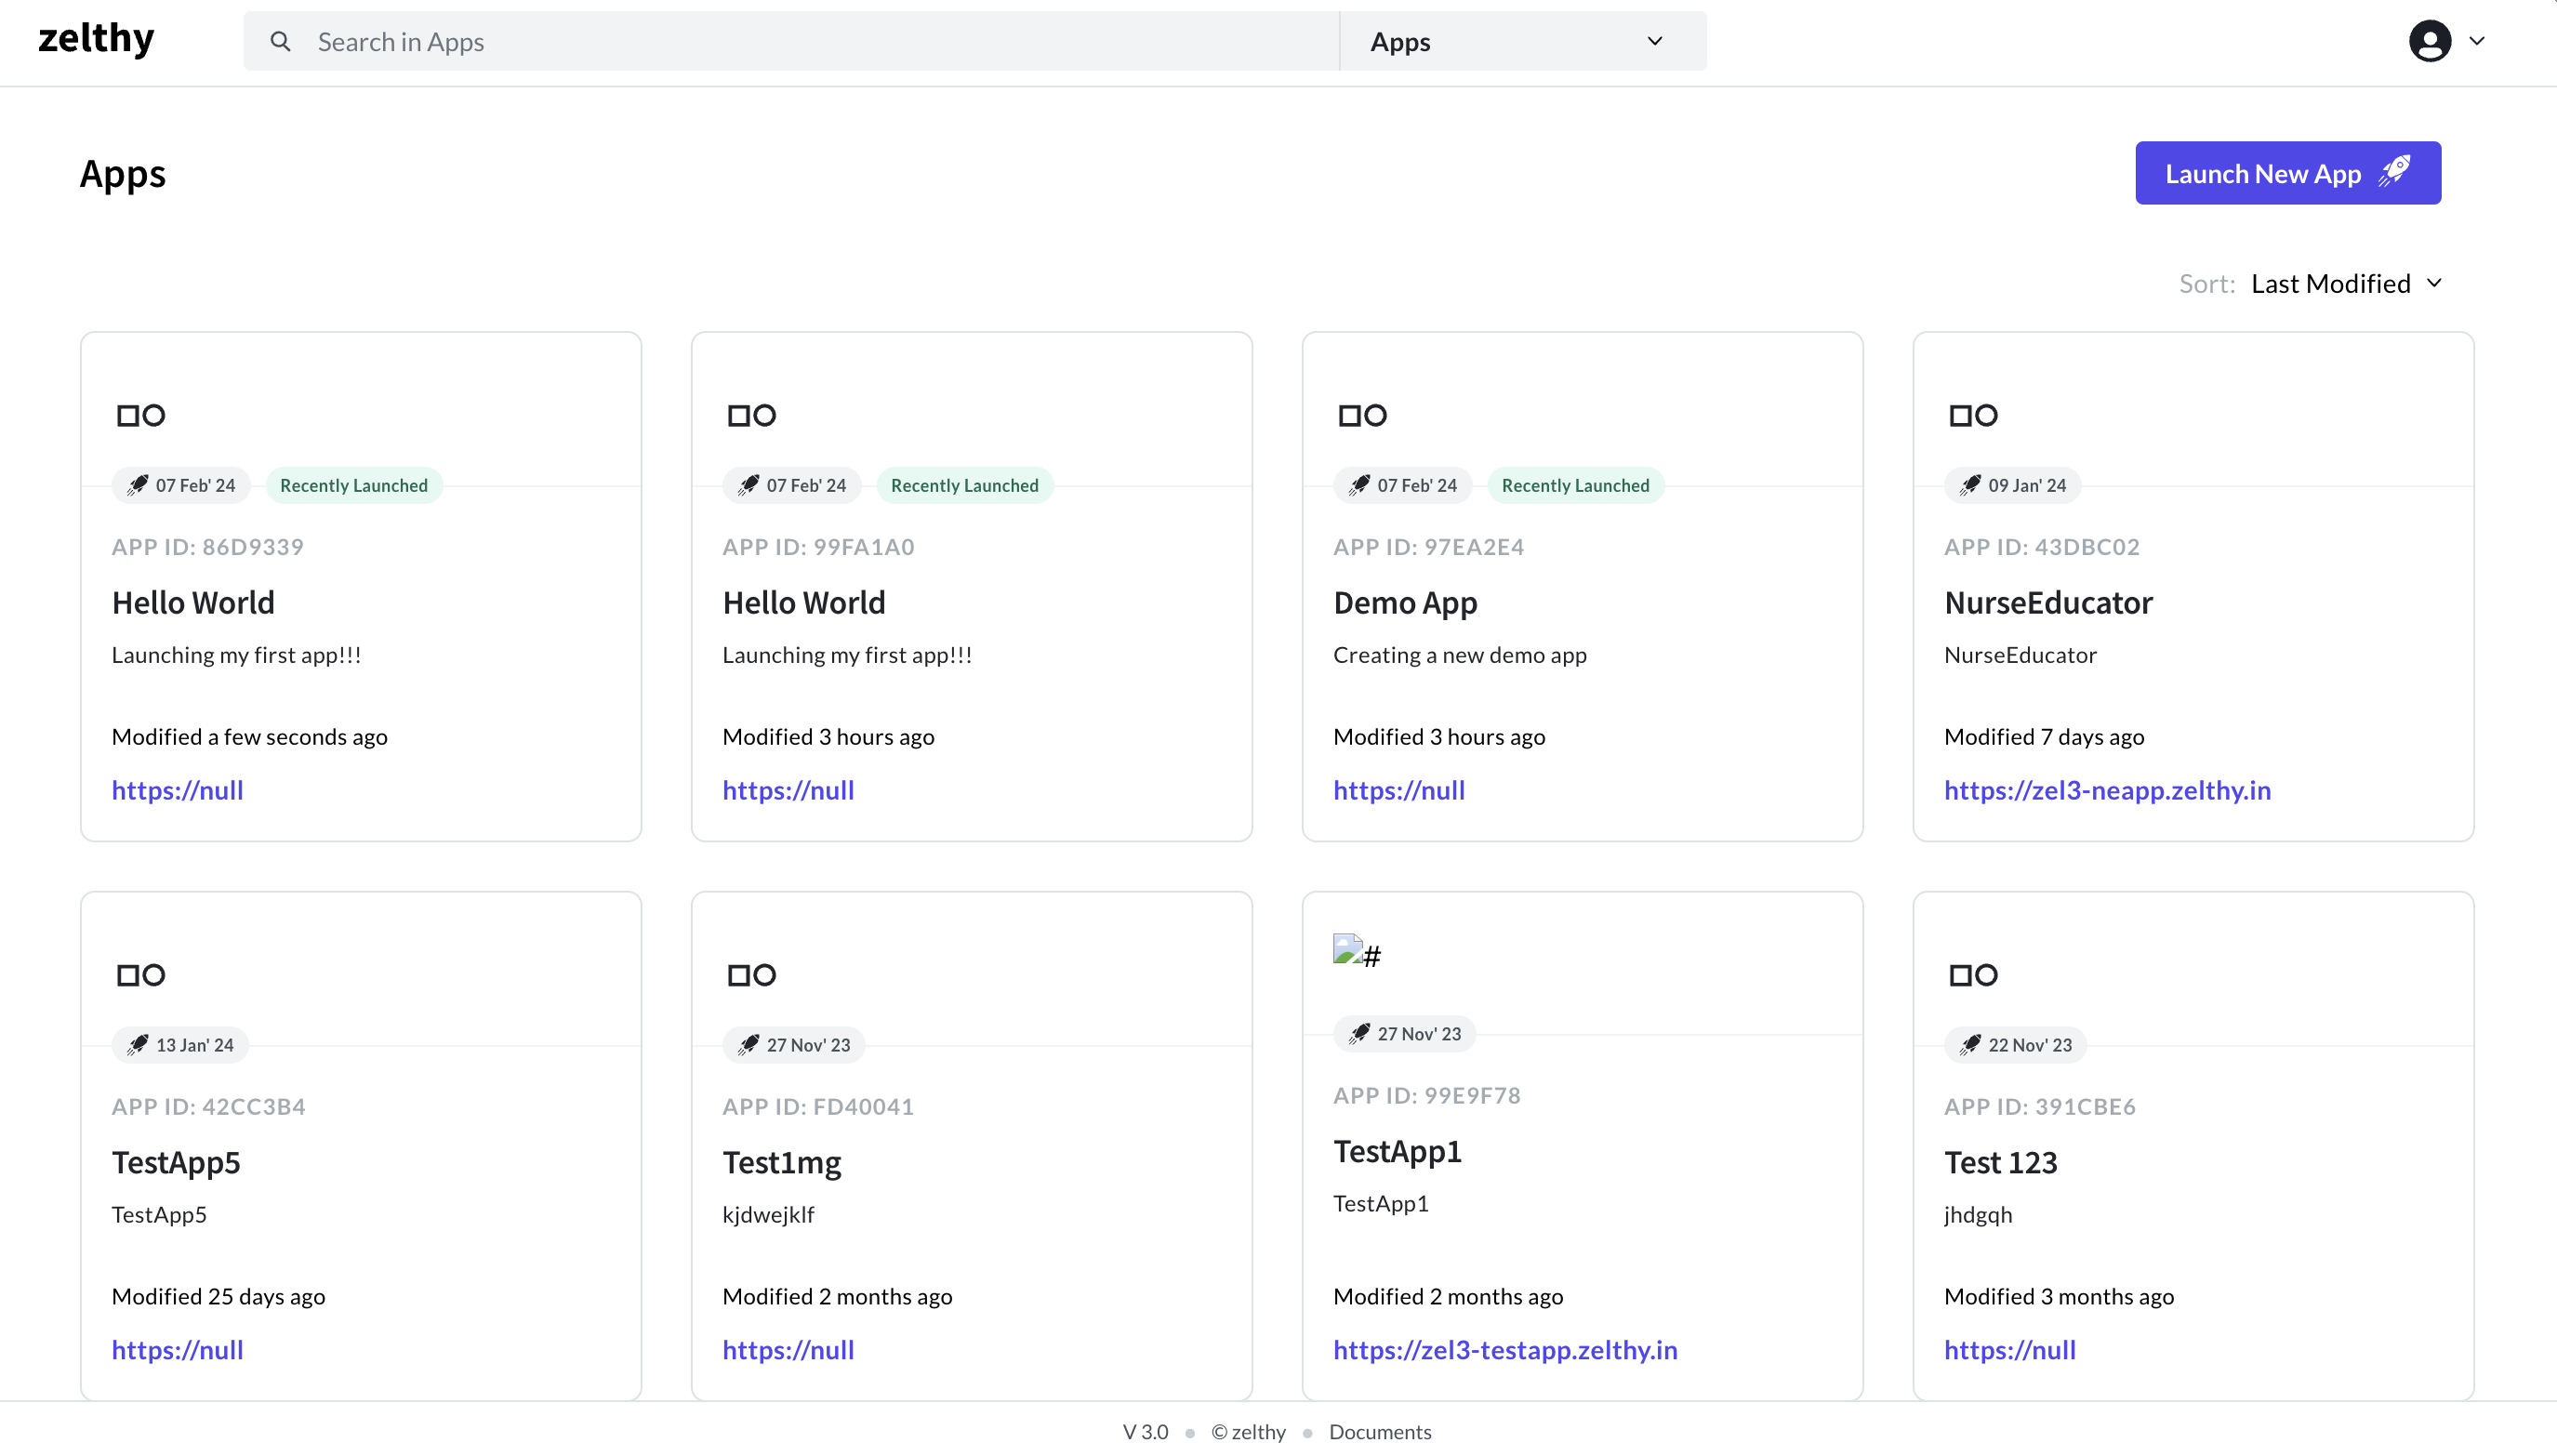 zelthy
Search in Apps
Apps
Apps
Launch New App
Sort: Last Modified
07 Feb' 24 Recently Launched
APP ID: 86D9339
Hello World
Launching my first app!!!
Modified a few seconds ago
https://null
07 Feb' 24 Recently Launched
APP ID: 99FA1A0
Hello World
Launching my first app!!!
Modified 3 hours ago
https://null
07 Feb' 24 Recently Launched
APP ID: 97EA2E4
Demo App
Creating a new demo app
Modified 3 hours ago
https://null
09 Jan' 24
APP ID: 43DBC02
NurseEducator
NurseEducator
Modified 7 days ago
https://zel3-neapp.zelthy.in
13 Jan' 24
APP ID: 42CC3B4
TestApp5
TestApp5
Modified 25 days ago
https://null
27 Nov' 23
APP ID: FD40041
Test1mg
kjdwejklf
Modified 2 months ago
https://null
#
27 Nov' 23
APP ID: 99E9F78
TestApp1
TestApp1
Modified 2 months ago
https://zel3-testapp.zelthy.in
22 Nov' 23
APP ID: 391CBE6
Test 123
jhdgqh
Modified 3 months ago
https://null
V 3.0 • © zelthy • Documents